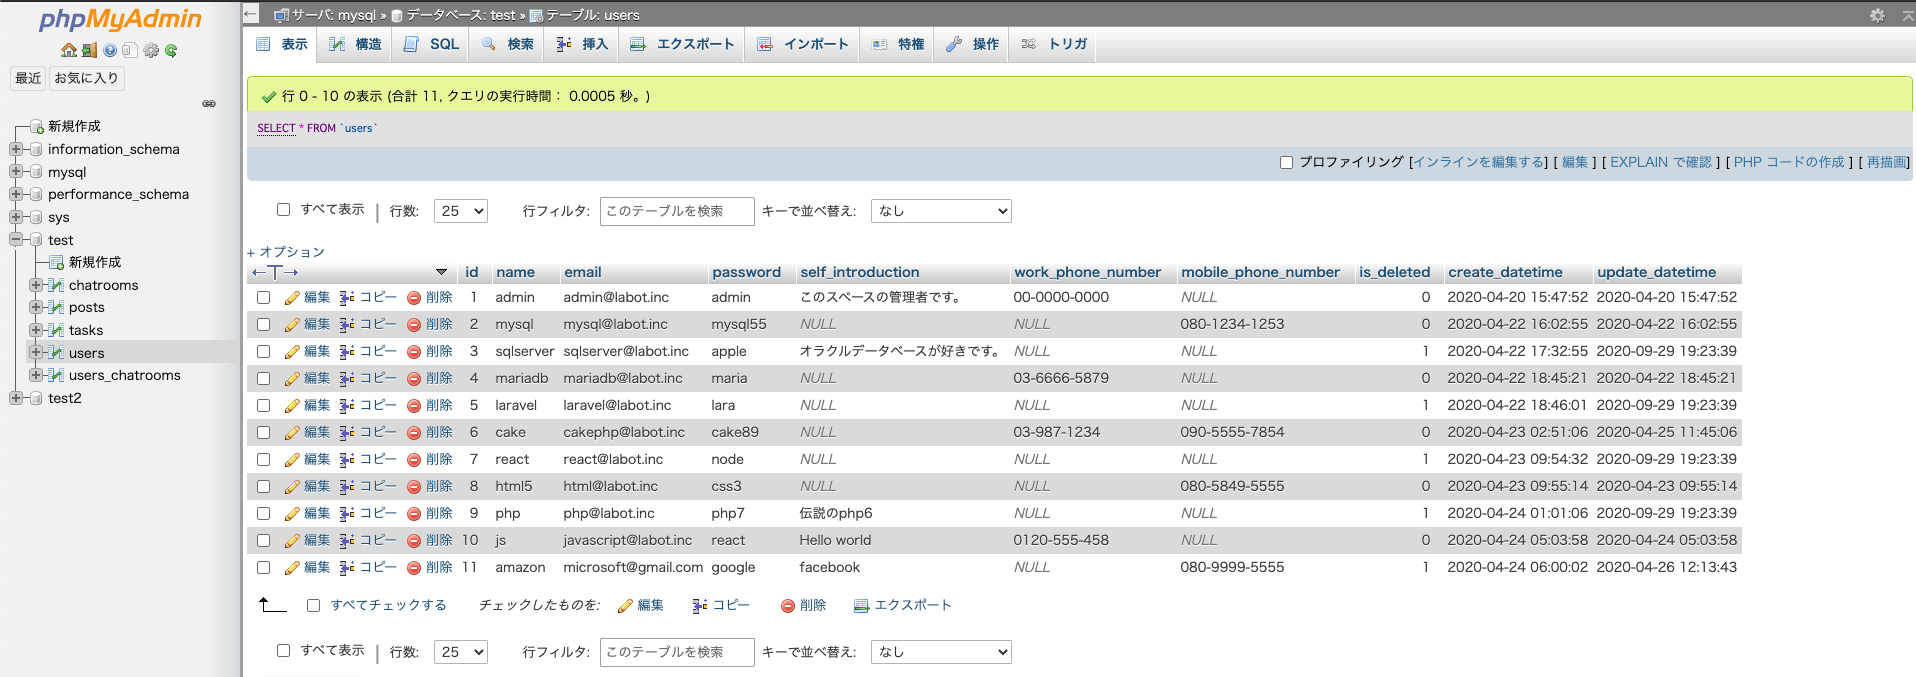 phpMyAdmin
最近 お気に入り
新規作成
information_schema
mysql
performance_schema
sys
test
新規作成
chatrooms
posts
tasks
users
users_chatrooms
test2
サーバ: mysql » データベース: test » テーブル: users
表示 構造 SQL 検索 挿入 エクスポート インポート 特権 操作 トリガ
行 0 - 10 の表示 (合計 11, クエリの実行時間： 0.0005 秒。)
SELECT * FROM `users`
プロファイリング [インラインを編集する] [ 編集 ] [ EXPLAIN で確認 ] [ PHP コードの作成 ] [ 再描画]
すべて表示 | 行数: 25 行フィルタ: このテーブルを検索 キーで並べ替え: なし
+ オプション
←T→ id name email password self_introduction work_phone_number mobile_phone_number is_deleted create_datetime update_datetime
編集 コピー 削除 1 admin admin@labot.inc admin このスペースの管理者です。 00-0000-0000 NULL 0 2020-04-20 15:47:52 2020-04-20 15:47:52
編集 コピー 削除 2 mysql mysql@labot.inc mysql55 NULL NULL 080-1234-1253 0 2020-04-22 16:02:55 2020-04-22 16:02:55
編集 コピー 削除 3 sqlserver sqlserver@labot.inc apple オラクルデータベースが好きです。 NULL NULL 1 2020-04-22 17:32:55 2020-09-29 19:23:39
編集 コピー 削除 4 mariadb mariadb@labot.inc maria NULL 03-6666-5879 NULL 0 2020-04-22 18:45:21 2020-04-22 18:45:21
編集 コピー 削除 5 laravel laravel@labot.inc lara NULL NULL NULL 1 2020-04-22 18:46:01 2020-09-29 19:23:39
編集 コピー 削除 6 cake cakephp@labot.inc cake89 NULL 03-987-1234 090-5555-7854 0 2020-04-23 02:51:06 2020-04-25 11:45:06
編集 コピー 削除 7 react react@labot.inc node NULL NULL NULL 1 2020-04-23 09:54:32 2020-09-29 19:23:39
編集 コピー 削除 8 html5 html@labot.inc css3 NULL NULL 080-5849-5555 0 2020-04-23 09:55:14 2020-04-23 09:55:14
編集 コピー 削除 9 php php@labot.inc php7 伝説のphp6 NULL NULL 1 2020-04-24 01:01:06 2020-09-29 19:23:39
編集 コピー 削除 10 js javascript@labot.inc react Hello world 0120-555-458 NULL 0 2020-04-24 05:03:58 2020-04-24 05:03:58
編集 コピー 削除 11 amazon microsoft@gmail.com google facebook NULL 080-9999-5555 1 2020-04-24 06:00:02 2020-04-26 12:13:43
すべてチェックする チェックしたものを: 編集 コピー 削除 エクスポート
すべて表示 | 行数: 25 行フィルタ: このテーブルを検索 キーで並べ替え: なし